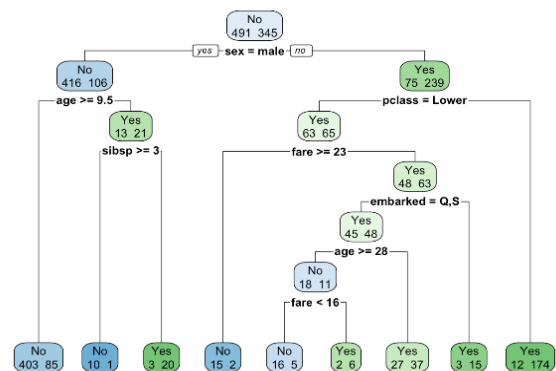 No
491 345
yes sex = male no
No
416 106
Yes
75 239
age >= 9.5
pclass = Lower
Yes
13 21
Yes
63 65
sibsp >= 3
fare >= 23
Yes
48 63
embarked = Q,S
Yes
45 48
age >= 28
No
18 11
fare < 16
No
403 85
No
10 1
Yes
3 20
No
15 2
No
16 5
Yes
2 6
Yes
27 37
Yes
3 15
Yes
12 174